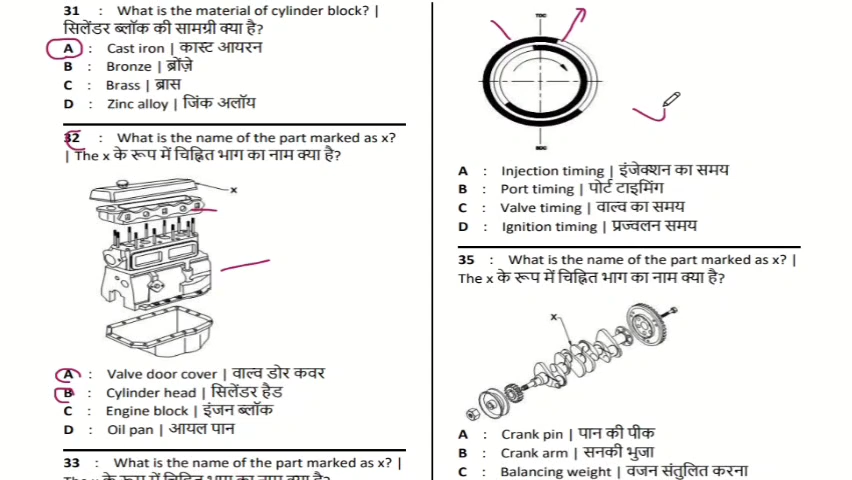 31 : What is the material of cylinder block? |
सिलेंडर ब्लॉक की सामग्री क्या है?
A : Cast iron | कास्ट आयरन
B : Bronze | ब्रोंज़े
C : Brass | ब्रास
D : Zinc alloy | जिंक अलॉय
32 : What is the name of the part marked as x?
| The x के रूप में चिह्नित भाग का नाम क्या है?
x
A : Valve door cover | वाल्व डोर कवर
B : Cylinder head | सिलेंडर हैड
C : Engine block | इंजन ब्लॉक
D : Oil pan | आयल पान
33 : What is the name of the part marked as x? |
The x के रूप में चिह्नित भाग का नाम क्या है?
TDC
BDC
A : Injection timing | इंजेक्शन का समय
B : Port timing | पोर्ट टाइमिंग
C : Valve timing | वाल्व का समय
D : Ignition timing | प्रज्वलन समय
35 : What is the name of the part marked as x? |
The x के रूप में चिह्नित भाग का नाम क्या है?
X
A : Crank pin | पान की पीक
B : Crank arm | सनकी भुजा
C : Balancing weight | वजन संतुलित करना